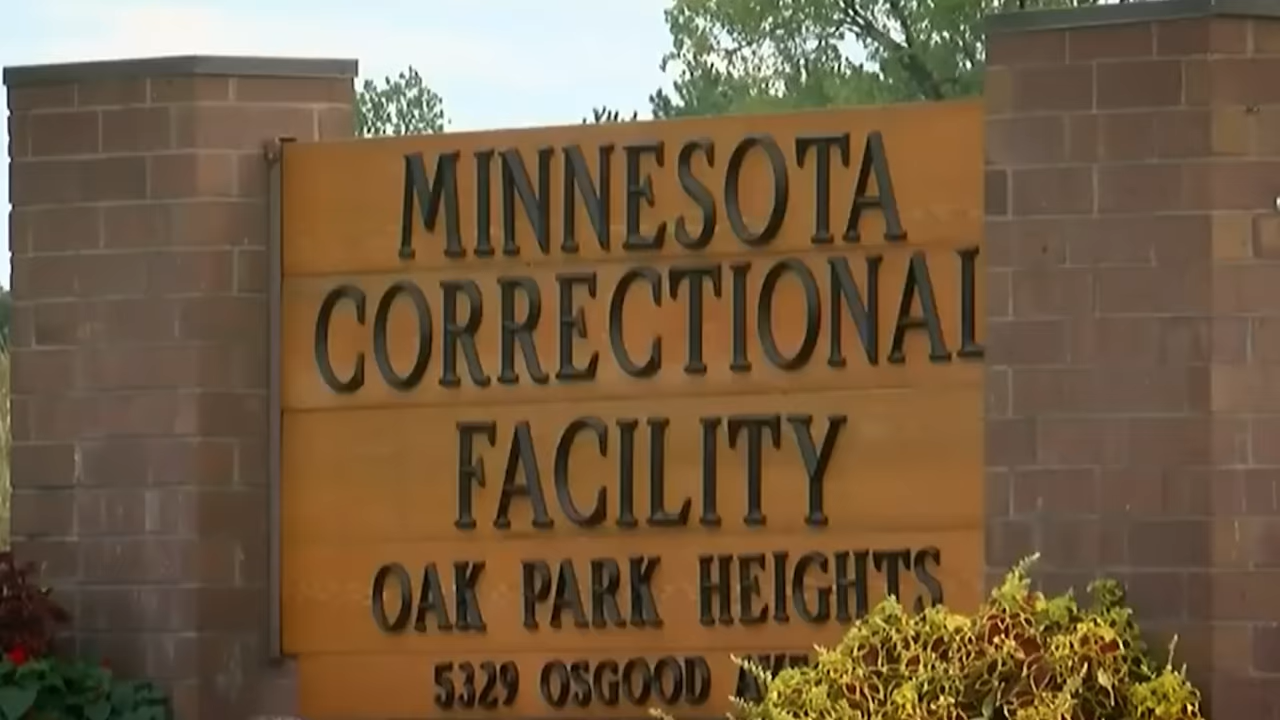 MINNESOTA
CORRECTIONAL
FACILITY
OAK PARK HEIGHTS
5329 OSGOOD